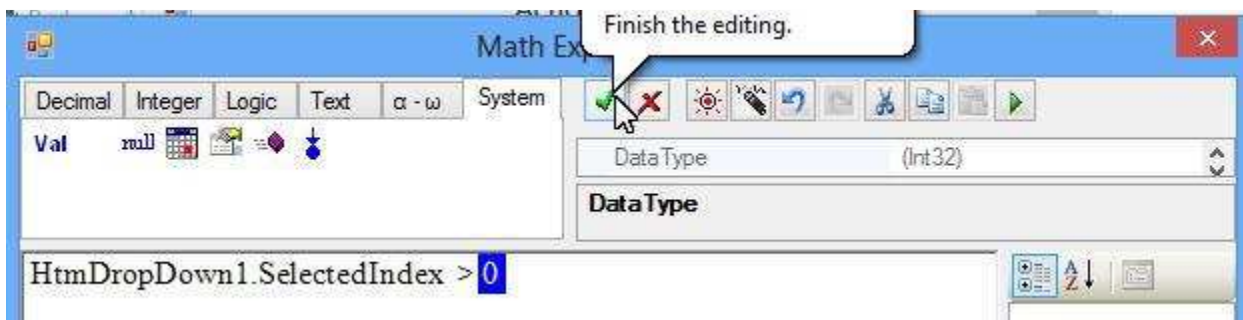 Finish the editing.
Math Ex
Decimal Integer Logic Text α - ω System
Val null
DataType (Int32)
DataType
HtmDropDown1.SelectedIndex > 0